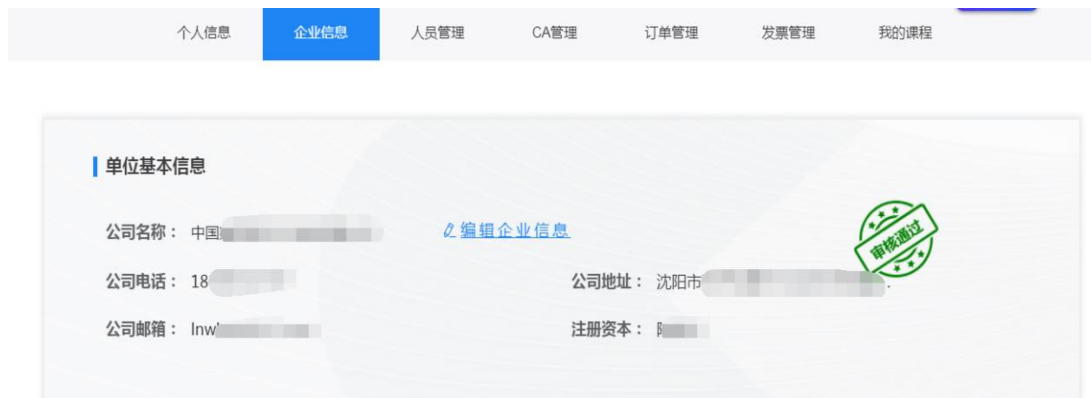 个人信息 企业信息 人员管理 CA管理 订单管理 发票管理 我的课程
单位基本信息
公司名称： 中国
编辑企业信息
审核通过
公司电话： 18
公司地址： 沈阳市
公司邮箱： lnw
注册资本：